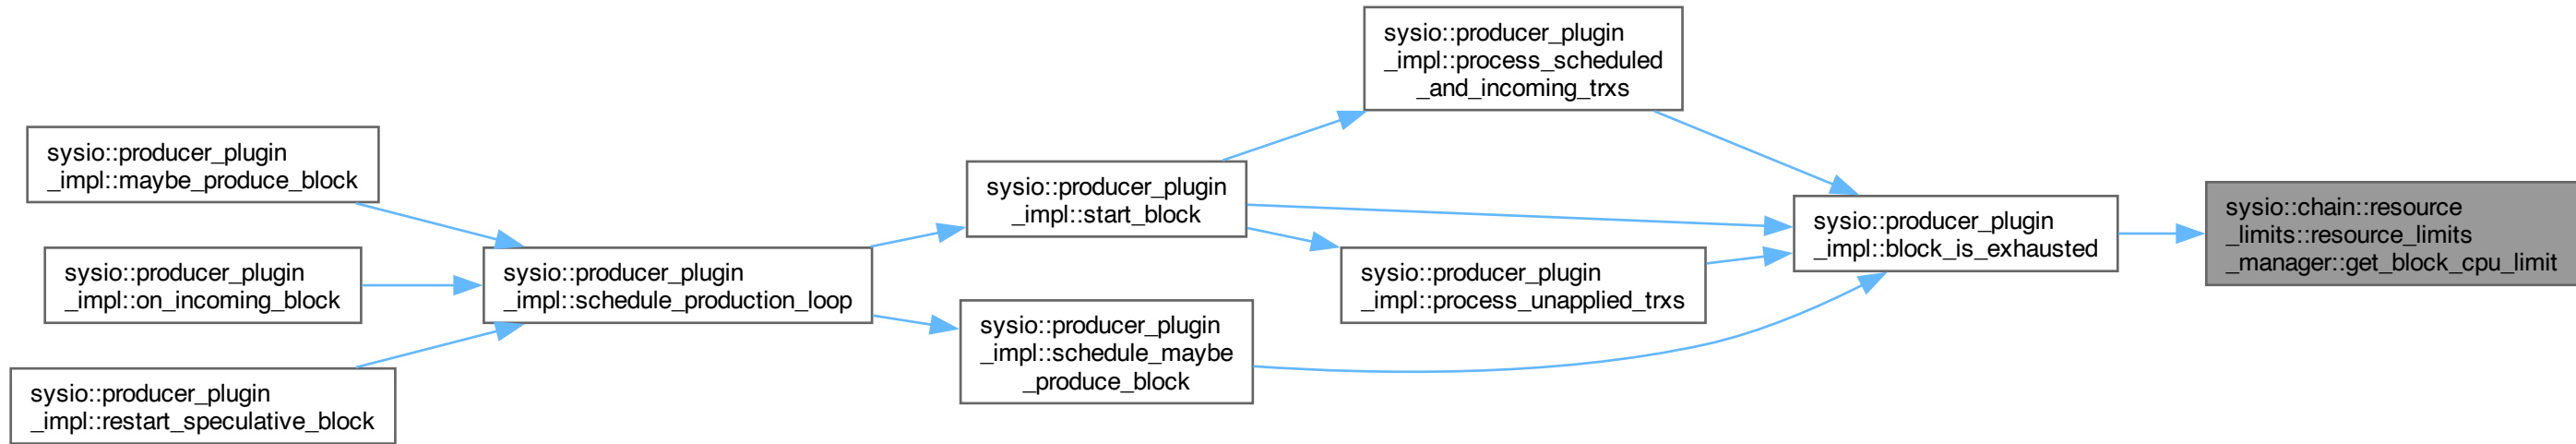 sysio::producer_plugin
_impl::maybe_produce_block
sysio::producer_plugin
_impl::on_incoming_block
sysio::producer_plugin
_impl::restart_speculative_block
sysio::producer_plugin
_impl::schedule_production_loop
sysio::producer_plugin
_impl::start_block
sysio::producer_plugin
_impl::schedule_maybe
_produce_block
sysio::producer_plugin
_impl::process_scheduled
_and_incoming_trxs
sysio::producer_plugin
_impl::process_unapplied_trxs
sysio::producer_plugin
_impl::block_is_exhausted
sysio::chain::resource
_limits::resource_limits
_manager::get_block_cpu_limit